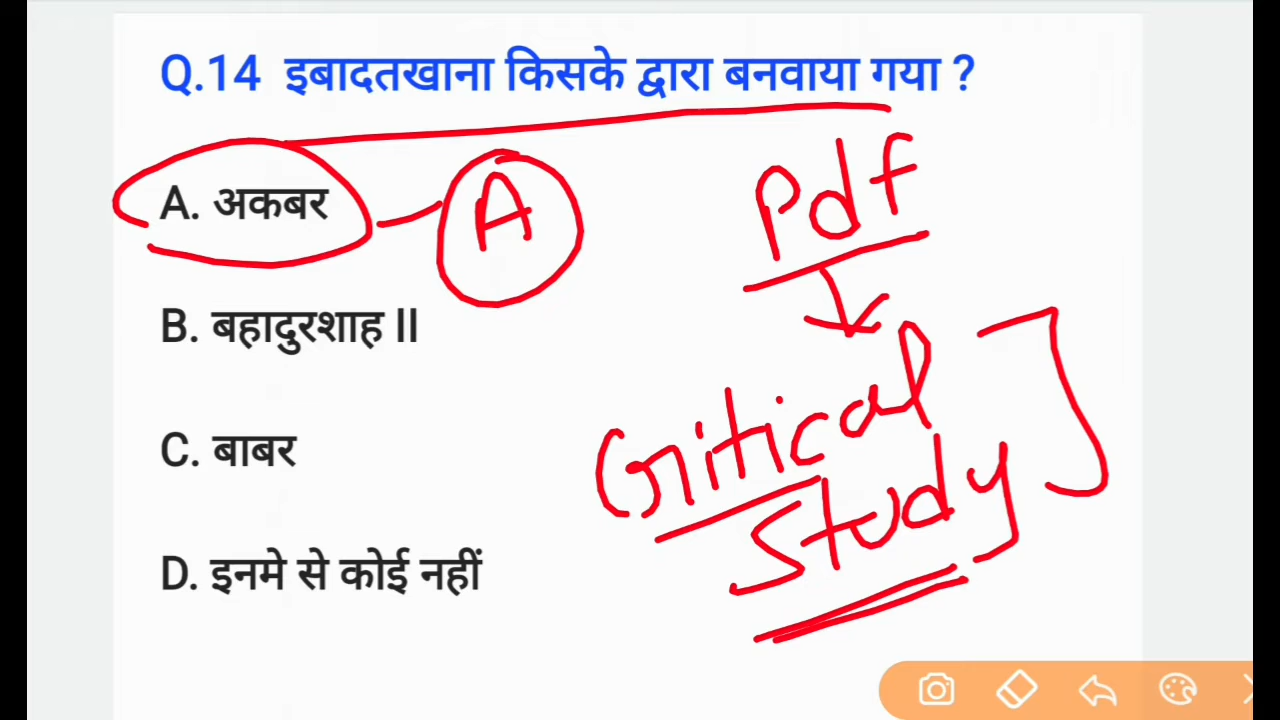 Q.14 इबादतखाना किसके द्वारा बनवाया गया ?
A. अकबर
A
Pdf
B. बहादुरशाह II
Critical
C. बाबर
Study
D. इनमे से कोई नहीं